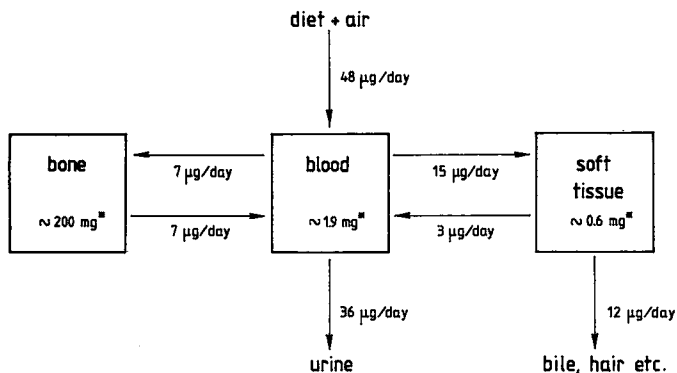 diet + air
48 μg/day
bone
7 μg/day
blood
15 μg/day
soft
tissue
~ 200 mg*
7 μg/day
~ 1.9 mg*
3 μg/day
~ 0.6 mg*
36 μg/day
12 μg/day
urine
bile, hair etc.